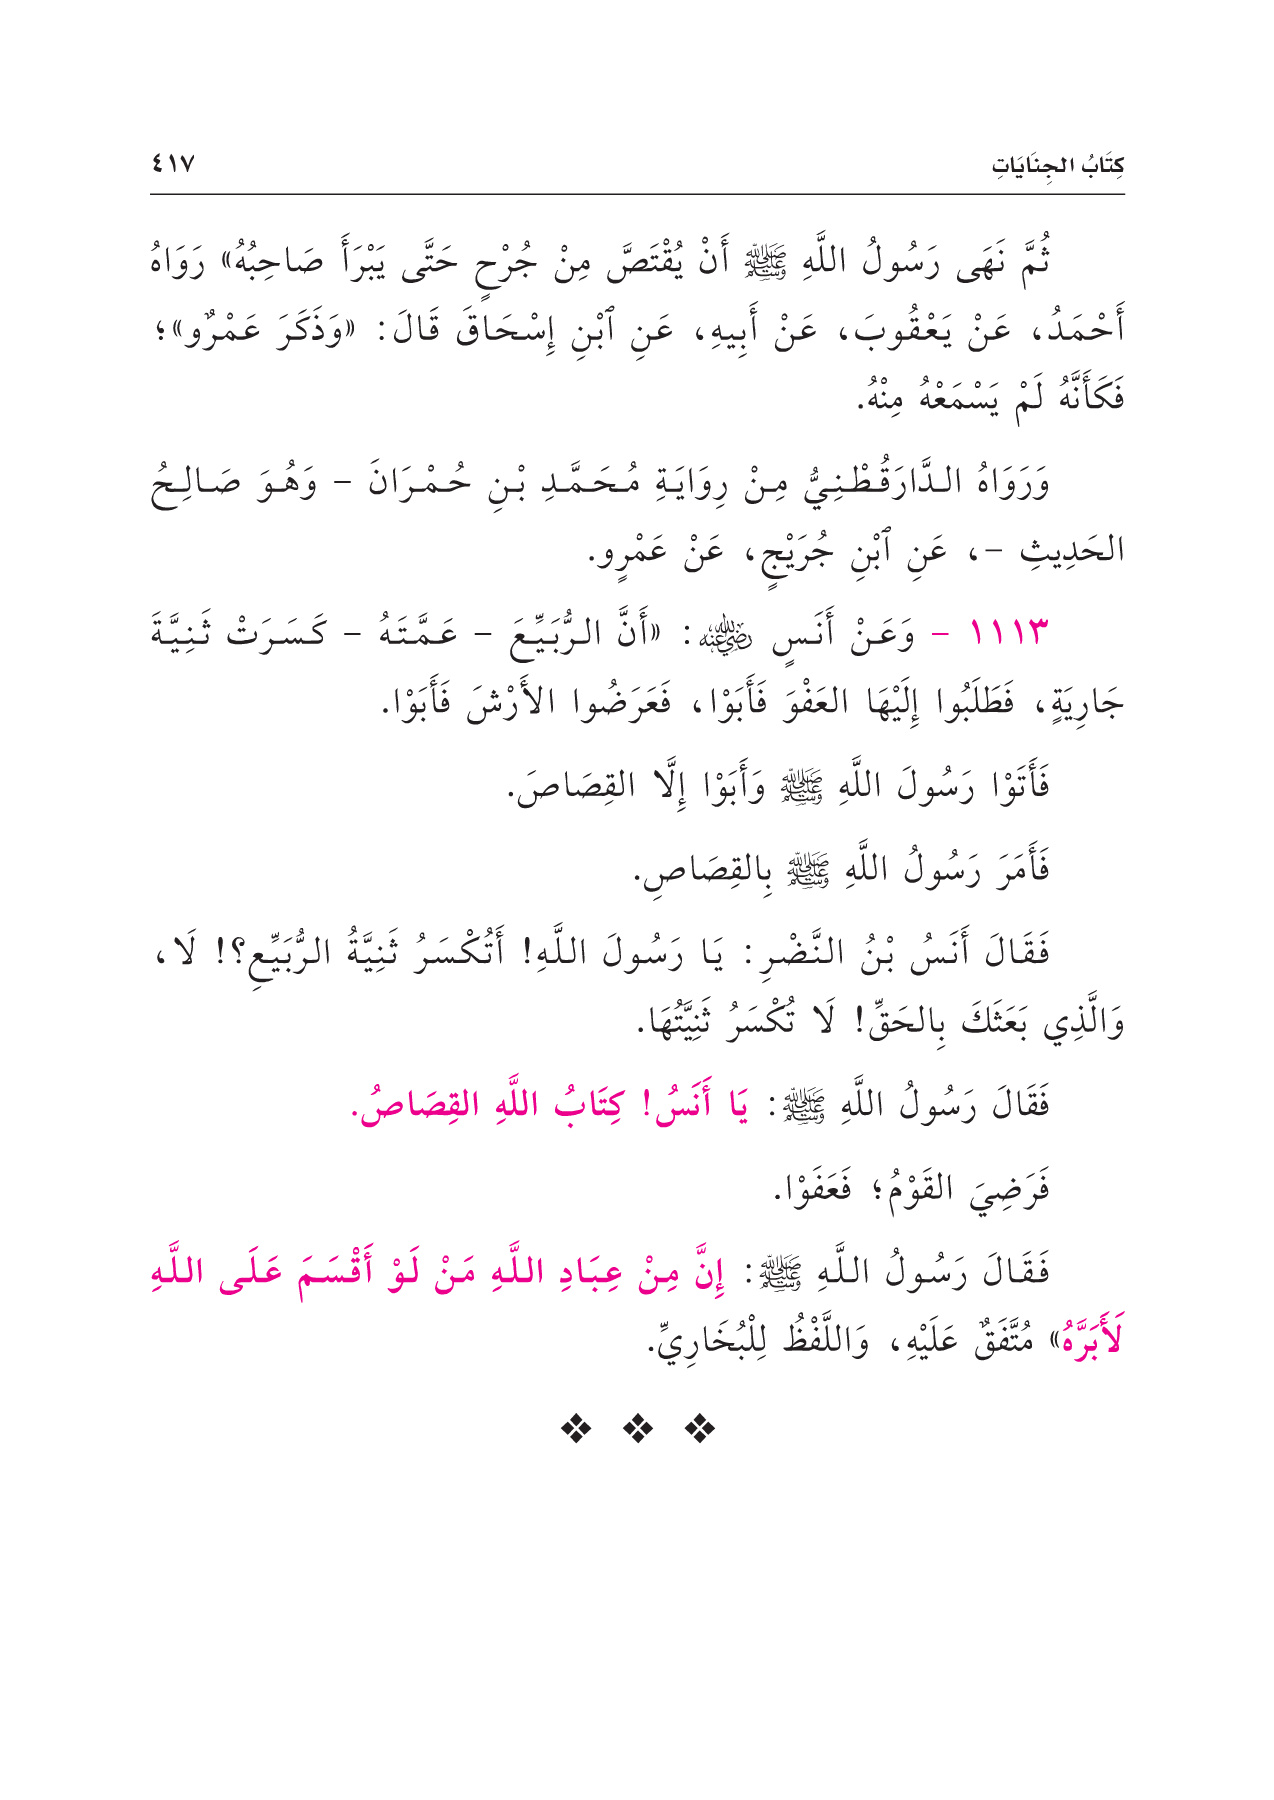 كِتَابُ الجِنَايَاتِ ٤١٧
ثُمَّ نَهَى رَسُولُ اللَّهِ ﷺ أَنْ يُقْتَصَّ مِنْ جُرْحٍ حَتَّى يَبْرَأَ صَاحِبُهُ» رَوَاهُ
أَحْمَدُ، عَنْ يَعْقُوبَ، عَنْ أَبِيهِ، عَنِ ٱبْنِ إِسْحَاقَ قَالَ: «وَذَكَرَ عَمْرٌو»؛
فَكَأَنَّهُ لَمْ يَسْمَعْهُ مِنْهُ.
وَرَوَاهُ الدَّارَقُطْنِيُّ مِنْ رِوَايَةِ مُحَمَّدِ بْنِ حُمْرَانَ - وَهُوَ صَالِحُ
الحَدِيثِ -، عَنِ ٱبْنِ جُرَيْجٍ، عَنْ عَمْرٍو.
١١١٣ - وَعَنْ أَنَسٍ رضي الله عنه: «أَنَّ الرُّبَيِّعَ - عَمَّتَهُ - كَسَرَتْ ثَنِيَّةَ
جَارِيَةٍ، فَطَلَبُوا إِلَيْهَا العَفْوَ فَأَبَوْا، فَعَرَضُوا الأَرْشَ فَأَبَوْا.
فَأَتَوْا رَسُولَ اللَّهِ ﷺ وَأَبَوْا إِلَّا القِصَاصَ.
فَأَمَرَ رَسُولُ اللَّهِ ﷺ بِالقِصَاصِ.
فَقَالَ أَنَسُ بْنُ النَّضْرِ: يَا رَسُولَ اللَّهِ! أَتُكْسَرُ ثَنِيَّةُ الرُّبَيِّعِ؟! لَا،
وَالَّذِي بَعَثَكَ بِالحَقِّ! لَا تُكْسَرُ ثَنِيَّتُهَا.
فَقَالَ رَسُولُ اللَّهِ ﷺ: يَا أَنَسُ! كِتَابُ اللَّهِ القِصَاصُ.
فَرَضِيَ القَوْمُ؛ فَعَفَوْا.
فَقَالَ رَسُولُ اللَّهِ ﷺ: إِنَّ مِنْ عِبَادِ اللَّهِ مَنْ لَوْ أَقْسَمَ عَلَى اللَّهِ
لَأَبَرَّهُ» مُتَّفَقٌ عَلَيْهِ، وَاللَّفْظُ لِلْبُخَارِيِّ.